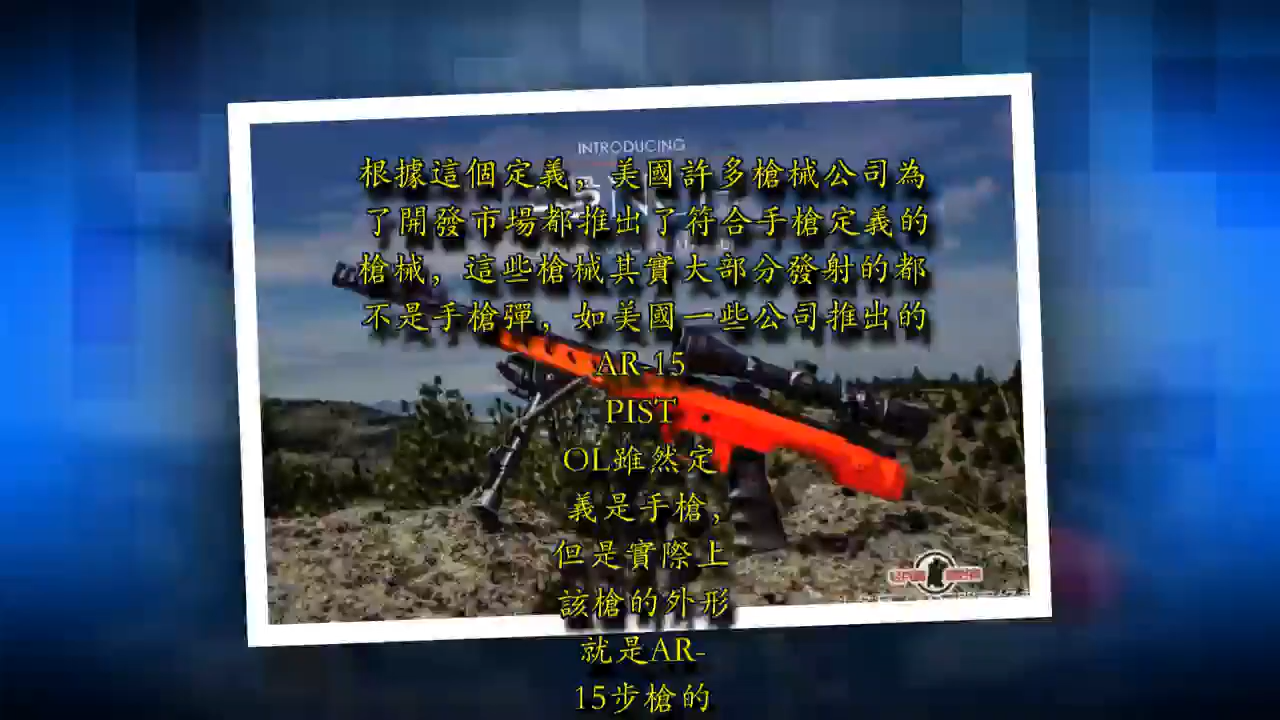 INTRODUCING
根據這個定義，美國許多槍械公司為
了開發市場都推出了符合手槍定義的
槍械，這些槍械其實大部分發射的都
不是手槍彈，如美國一些公司推出的
AR-15
PIST
OL雖然定
義是手槍，
但是實際上
該槍的外形
就是AR-
15步槍的